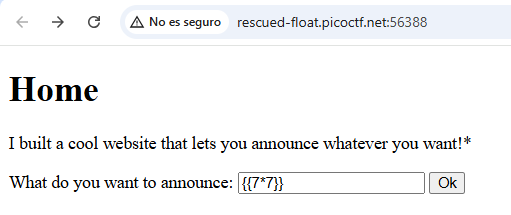 No es seguro rescued-float.picoctf.net:56388
Home
I built a cool website that lets you announce whatever you want!*
What do you want to announce: {{7*7}} Ok